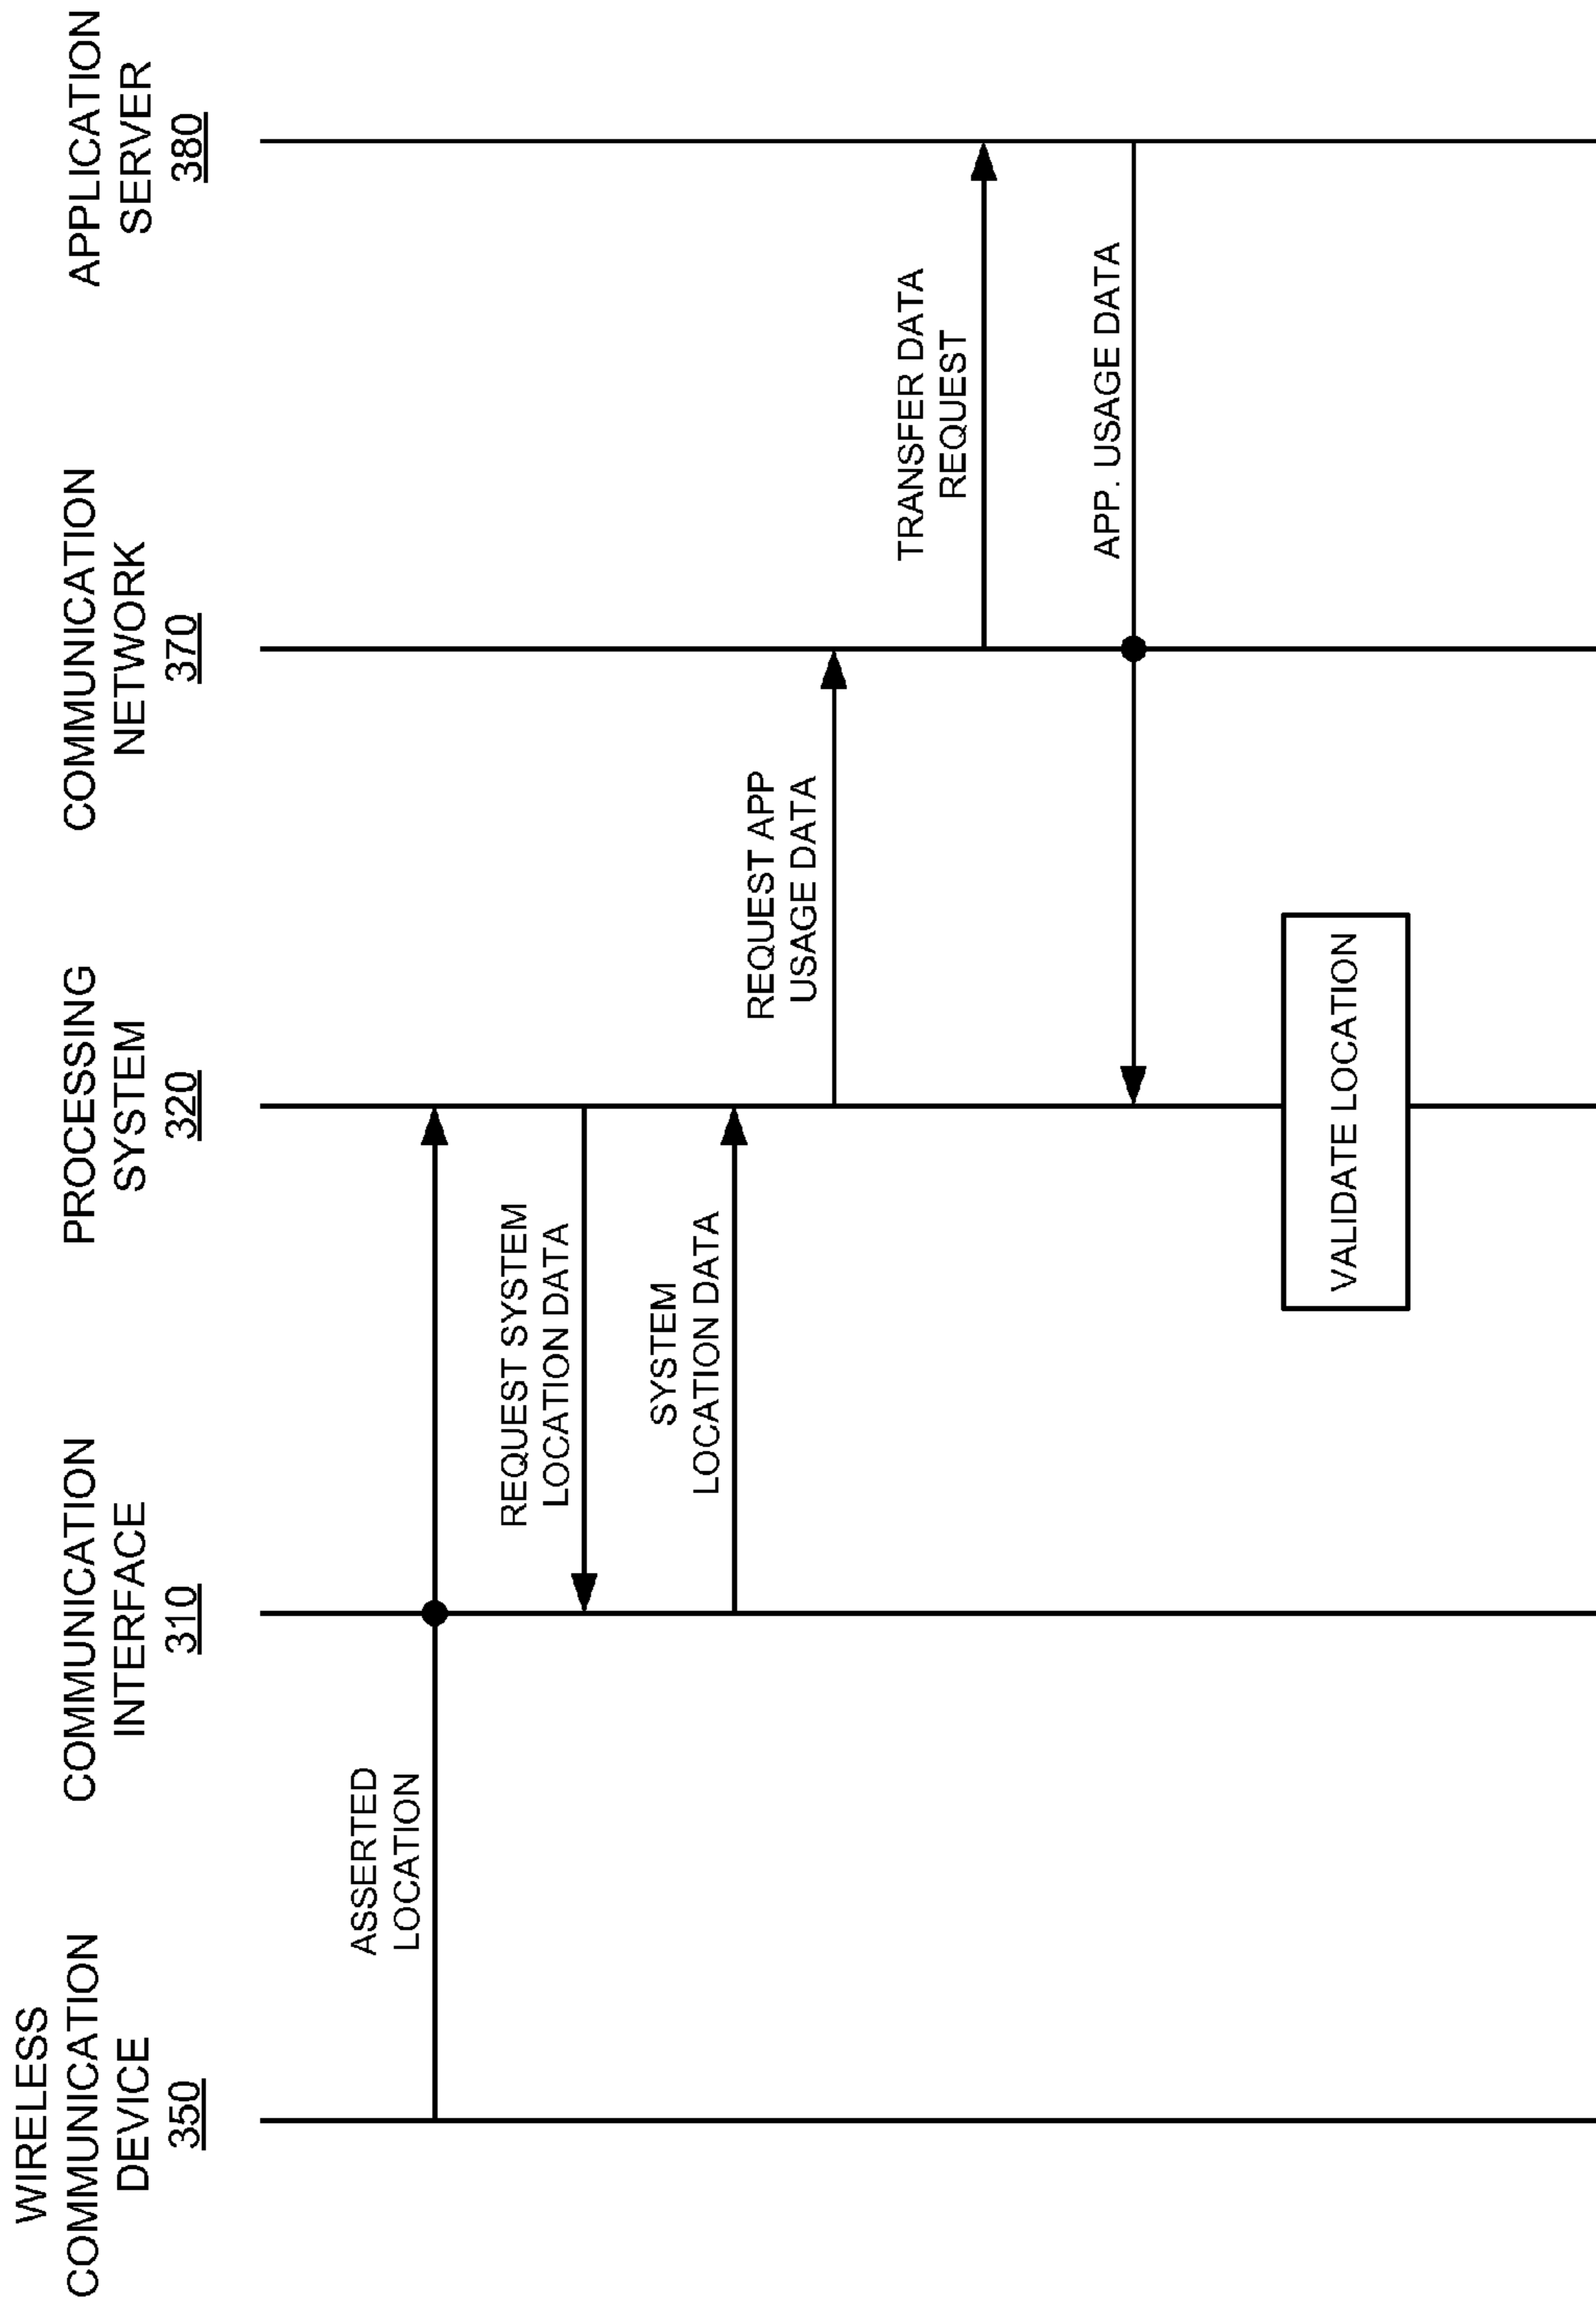 WIRELESS
COMMUNICATION
DEVICE
350
COMMUNICATION
INTERFACE
310
PROCESSING
SYSTEM
320
COMMUNICATION
NETWORK
370
APPLICATION
SERVER
380
ASSERTED
LOCATION
REQUEST SYSTEM
LOCATION DATA
SYSTEM
LOCATION DATA
REQUEST APP
USAGE DATA
TRANSFER DATA
REQUEST
APP. USAGE DATA
VALIDATE LOCATION